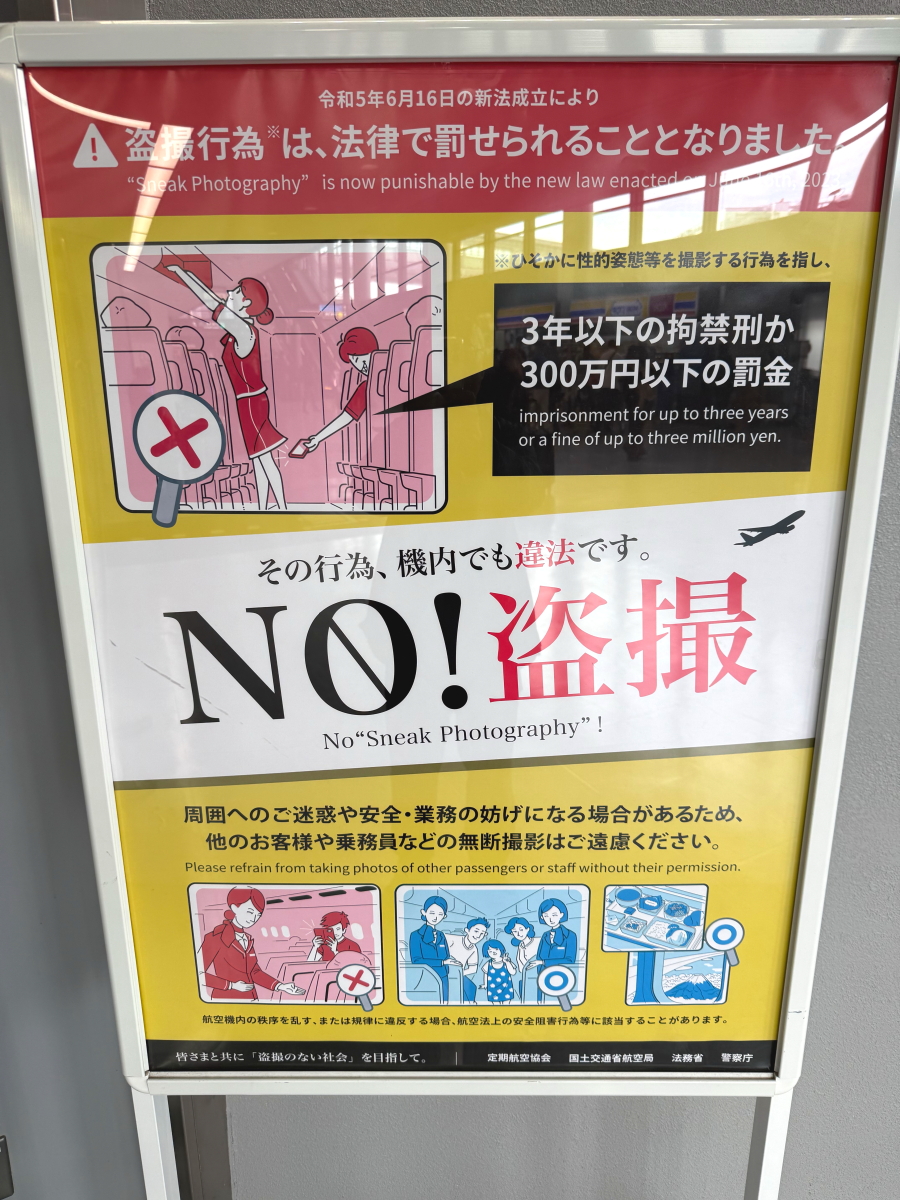 令和5年6月16日の新法成立により
盗撮行為※は、法律で罰せられることとなりました。
"Sneak Photography" is now punishable by the new law enacted on June
※ひそかに性的姿態等を撮影する行為を指し、
3年以下の拘禁刑か
300万円以下の罰金
imprisonment for up to three years
or a fine of up to three million yen.
その行為、機内でも違法です。
NO!盗撮
No"Sneak Photography"!
周囲へのご迷惑や安全・業務の妨げになる場合があるため、
他のお客様や乗務員などの無断撮影はご遠慮ください。
Please refrain from taking photos of other passengers or staff without their permission.
航空機内の秩序を乱す、または規律に違反する場合、航空法上の安全阻害行為等に該当することがあります。
皆さまと共に「盗撮のない社会」を目指して。 定期航空協会 国土交通省航空局 法務省 警察庁